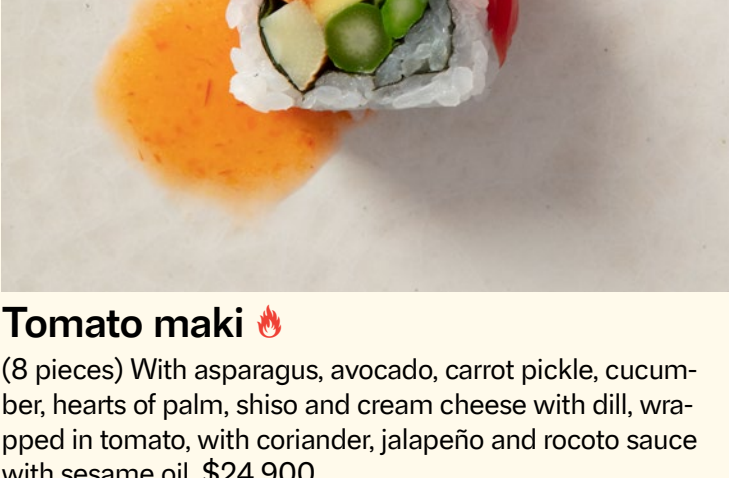 Tomato maki
(8 pieces) With asparagus, avocado, carrot pickle, cucum-
ber, hearts of palm, shiso and cream cheese with dill, wra-
pped in tomato, with coriander, jalapeño and rocoto sauce
with sesame oil. $24.900